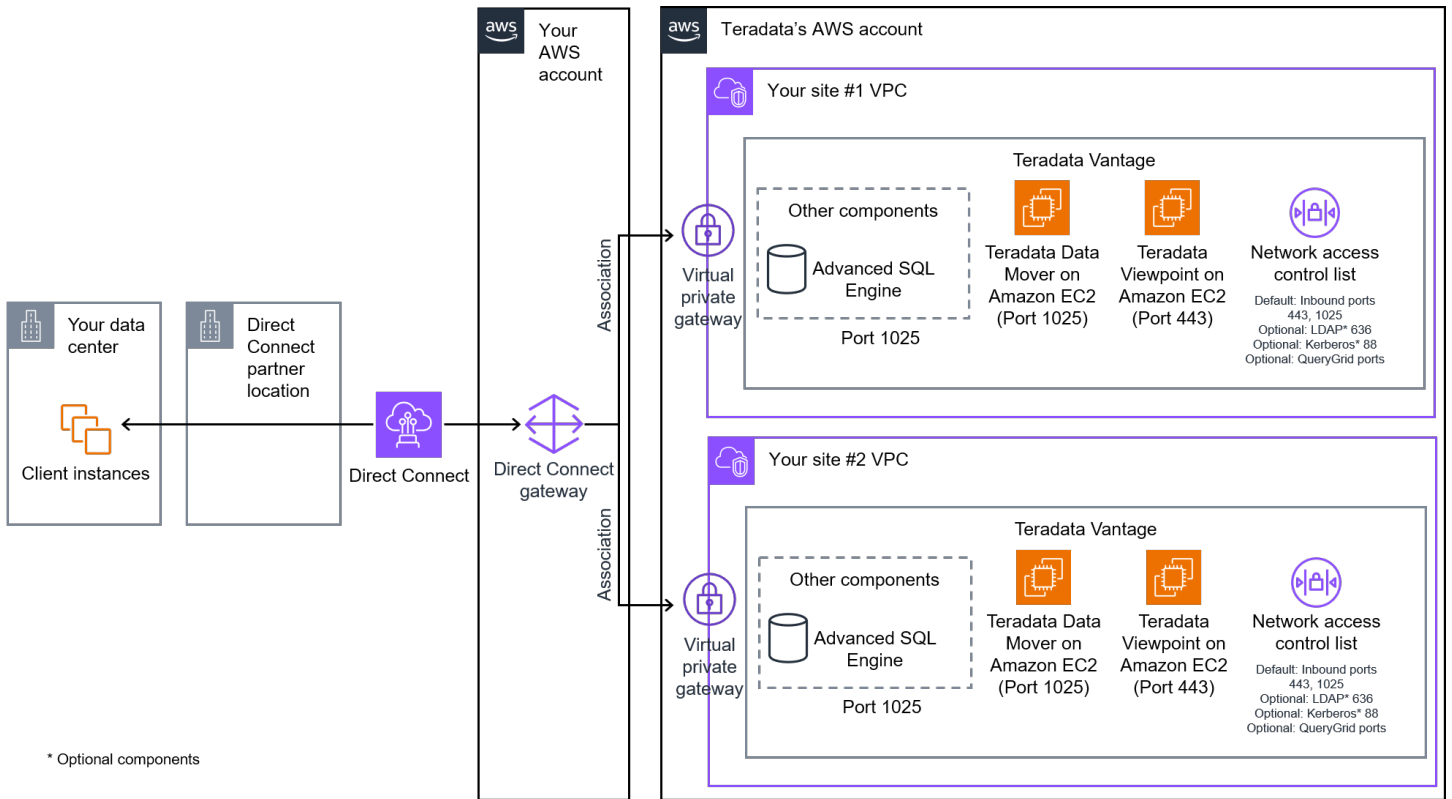 aws
Your
AWS
account
aws
Teradata's AWS account
Your site #1 VPC
Teradata Vantage
Other components
Advanced SQL
Engine
Port 1025
Teradata Data
Mover on
Amazon EC2
(Port 1025)
Teradata
Viewpoint on
Amazon EC2
(Port 443)
Network access
control list
Default: Inbound ports
443, 1025
Optional: LDAP* 636
Optional: Kerberos* 88
Optional: QueryGrid ports
Virtual
private
gateway
Association
Your data
center
Client instances
Direct
Connect
partner
location
Direct Connect
Direct Connect
gateway
Association
Your site #2 VPC
Teradata Vantage
Other components
Advanced SQL
Engine
Port 1025
Teradata Data
Mover on
Amazon EC2
(Port 1025)
Teradata
Viewpoint on
Amazon EC2
(Port 443)
Network access
control list
Default: Inbound ports
443, 1025
Optional: LDAP* 636
Optional: Kerberos* 88
Optional: QueryGrid ports
Virtual
private
gateway
* Optional components